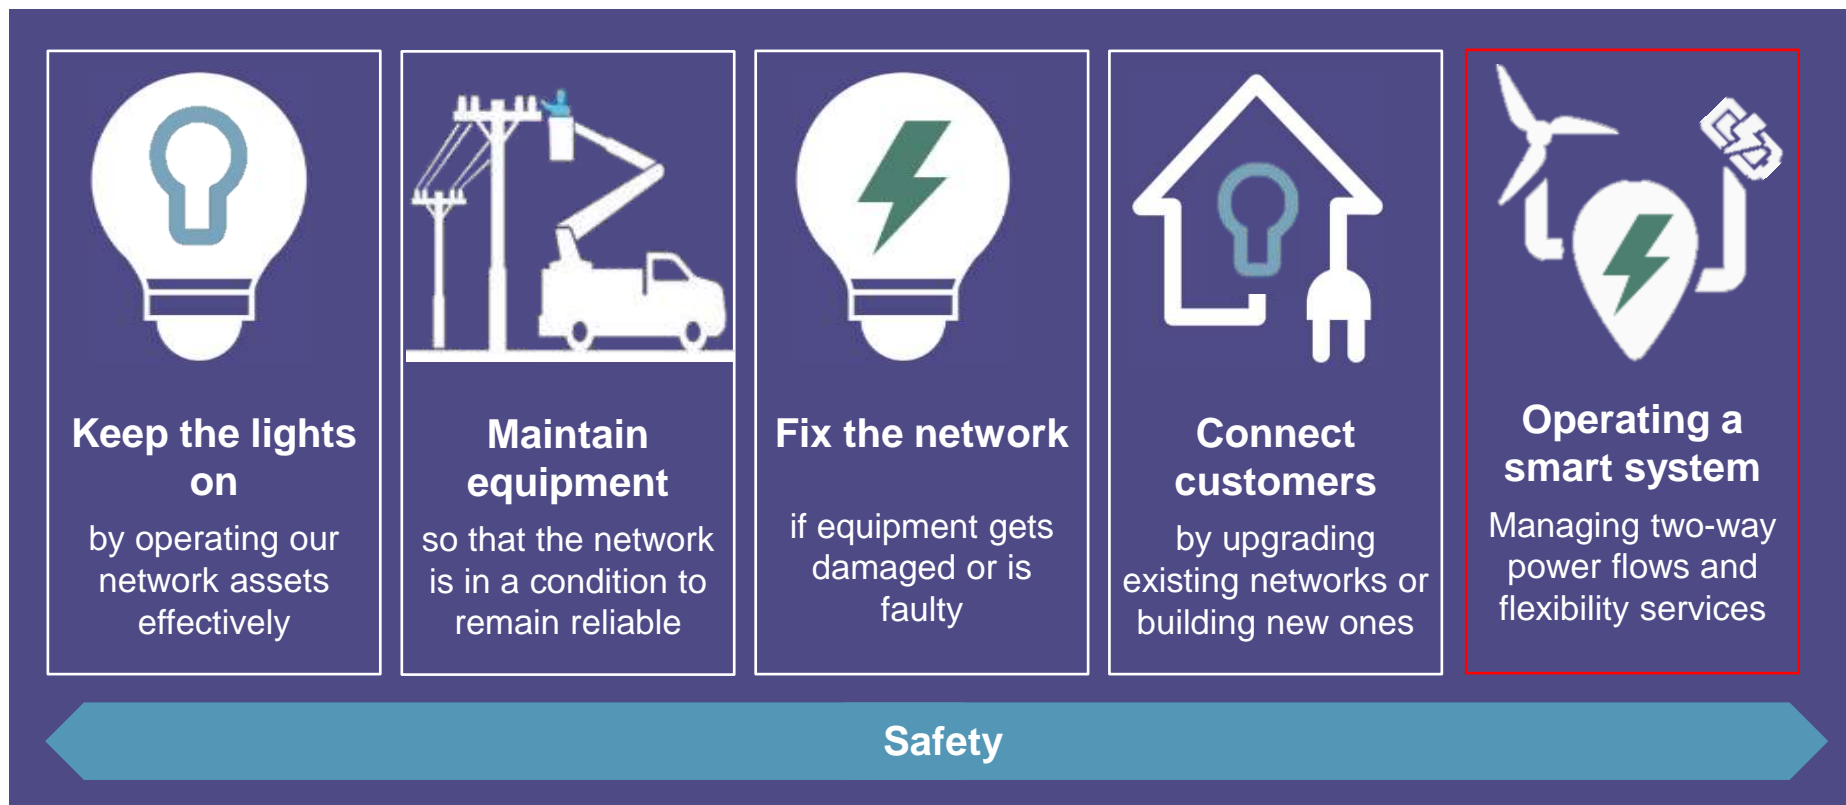 Keep the lights
on
by operating our
network assets
effectively
Maintain
equipment
so that the network
is in a condition to
remain reliable
Fix the network
if equipment gets
damaged or is
faulty
Connect
customers
by upgrading
existing networks or
building new ones
Operating a
smart system
Managing two-way
power flows and
flexibility services
Safety